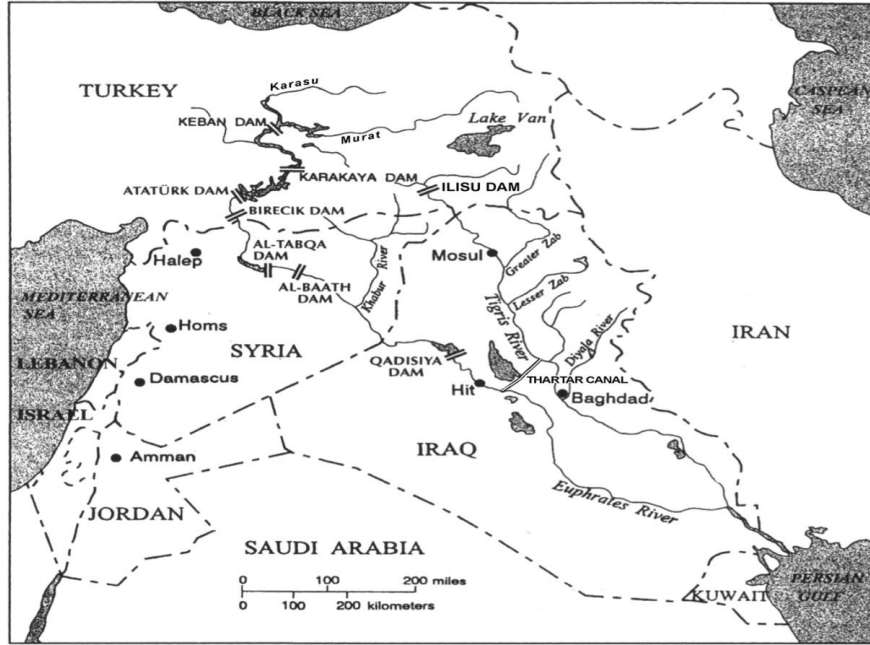 BLACK SEA
TURKEY
Karasu
CASPEAN
SEA
KEBAN DAM
Murat
Lake Van
KARAKAYA DAM
ILISU DAM
ATATÜRK DAM
BIRECIK DAM
Halep
AL-TABQA
DAM
Mosul
Greater Zab
AL-BAATH
DAM
Khabur River
Lesser Zab
MEDITERRANEAN
SEA
Homs
Tigris River
Diyala River
IRAN
LEBANON
SYRIA
QADISIYA
DAM
Damascus
Hit
THARTAR CANAL
Baghdad
ISRAEL
Amman
IRAQ
Euphrales River
JORDAN
SAUDI ARABIA
KUWAIT
PERSIAN
GULF
0 100 200 miles
0 100 200 kilometers